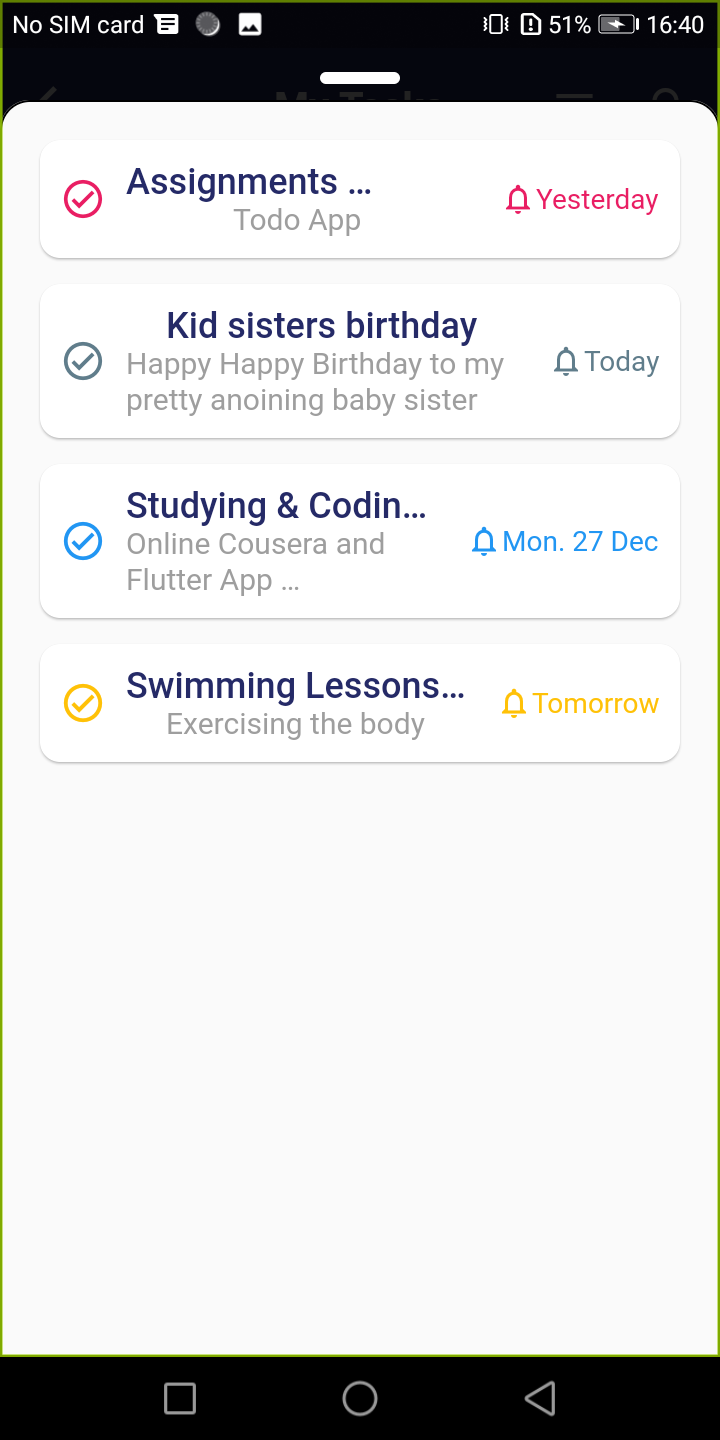 No SIM card 51% 16:40
My Tasks
Assignments …
Todo App
Yesterday
Kid sisters birthday
Happy Happy Birthday to my
pretty anoining baby sister
Today
Studying & Codin…
Online Cousera and
Flutter App …
Mon. 27 Dec
Swimming Lessons…
Exercising the body
Tomorrow